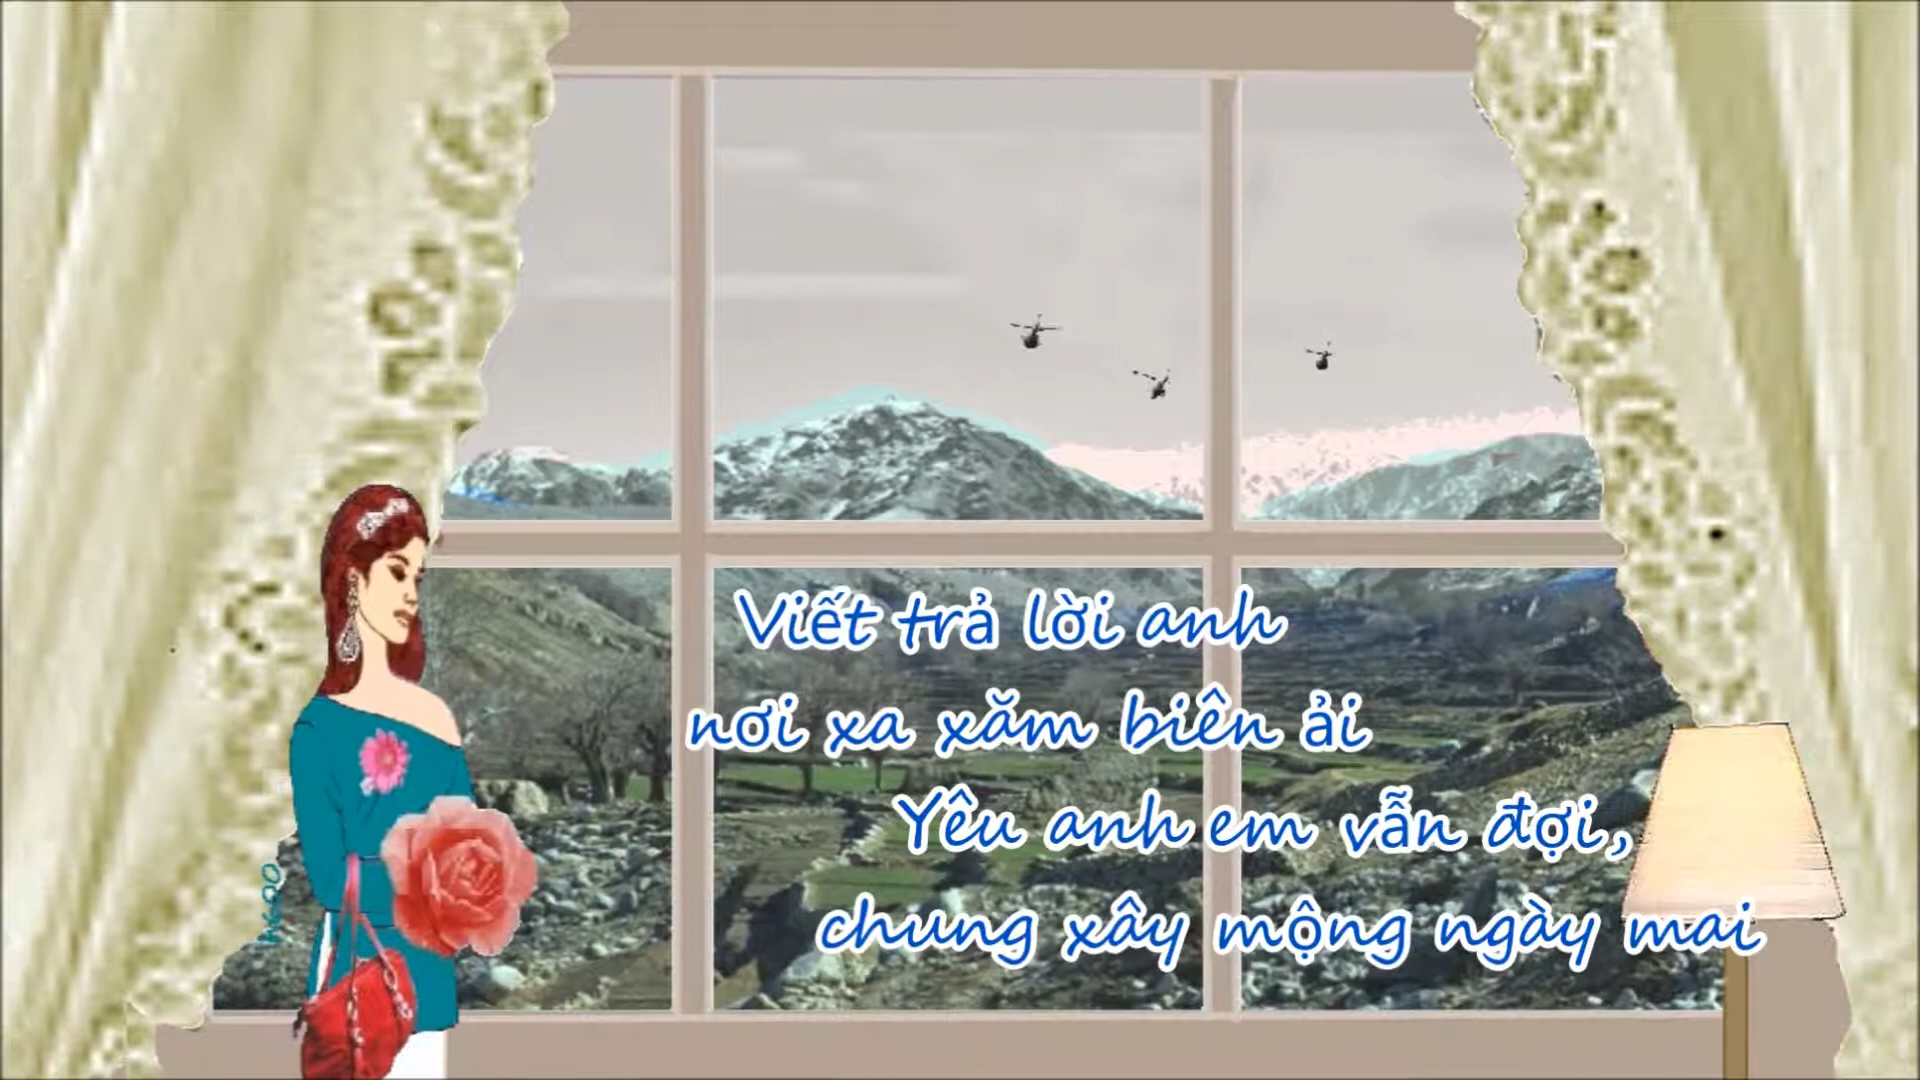 Viết trả lời anh
nơi xa xăm biên ải
Yêu anh em vẫn đợi,
chung xây mộng ngày mai